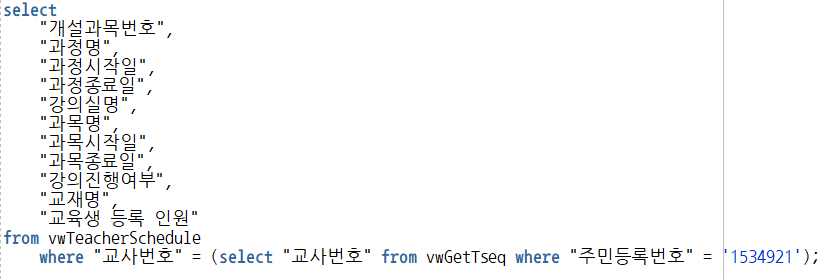 select
"개설과목번호",
"과정명",
"과정시작일",
"과정종료일",
"강의실명",
"과목명",
"과목시작일",
"과목종료일",
"강의진행여부",
"교재명",
"교육생 등록 인원"
from vwTeacherSchedule
where "교사번호" = (select "교사번호" from vwGetTseq where "주민등록번호" = '1534921');